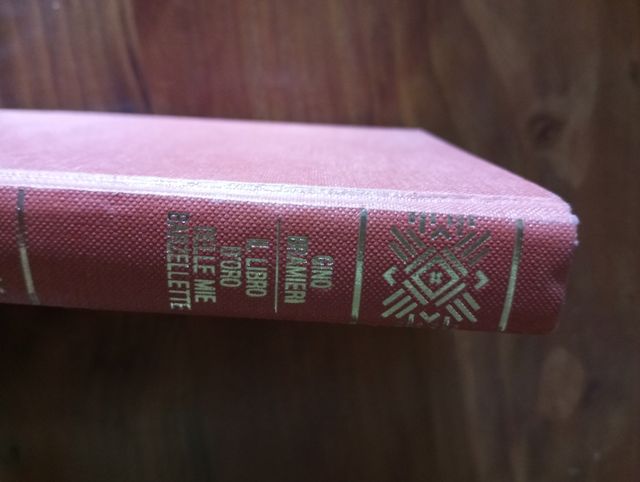 GINO
BRAMIERI
IL LIBRO
D'ORO
DELLE MIE
BARZELLETTE